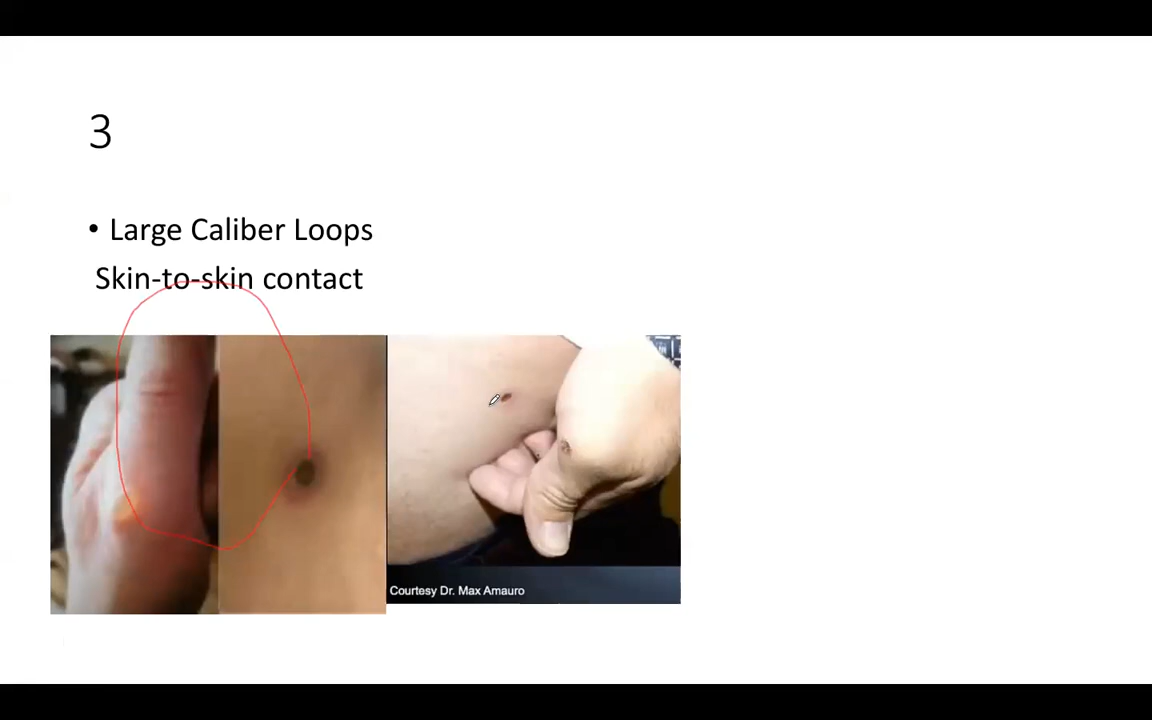 3
• Large Caliber Loops
Skin-to-skin contact
Courtesy Dr. Max Amauro